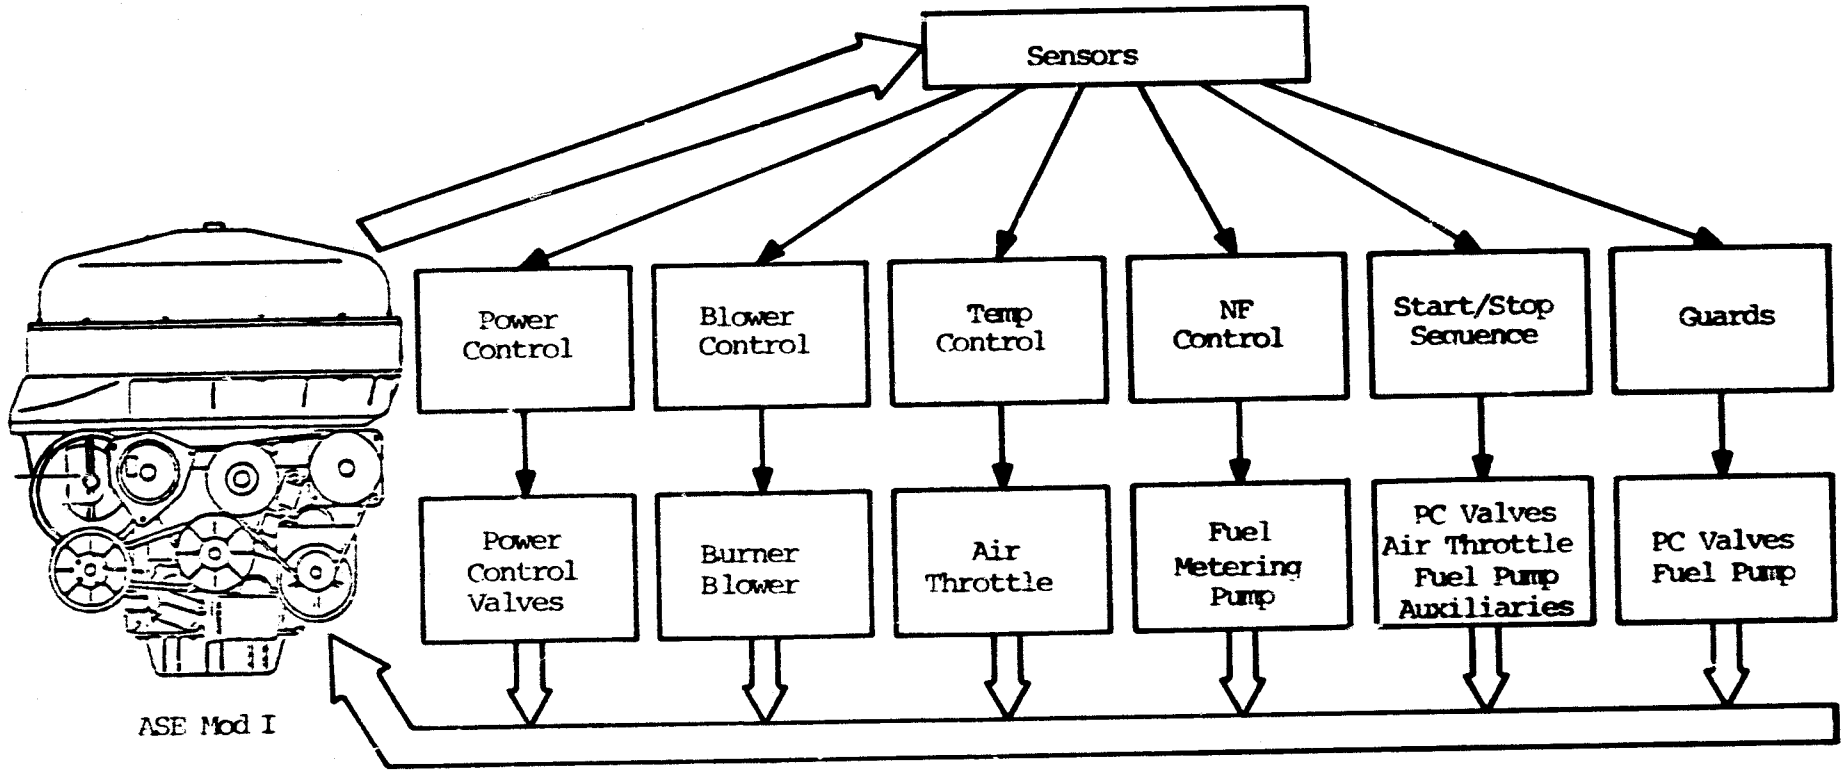 Sensors
Power
Control
Blower
Control
Temp
Control
NF
Control
Start/Stop
Sequence
Guards
Power
Control
Valves
Burner
Blower
Air
Throttle
Fuel
Metering
Pump
PC Valves
Air Throttle
Fuel Pump
Auxiliaries
PC Valves
Fuel Pump
ASE Mod I